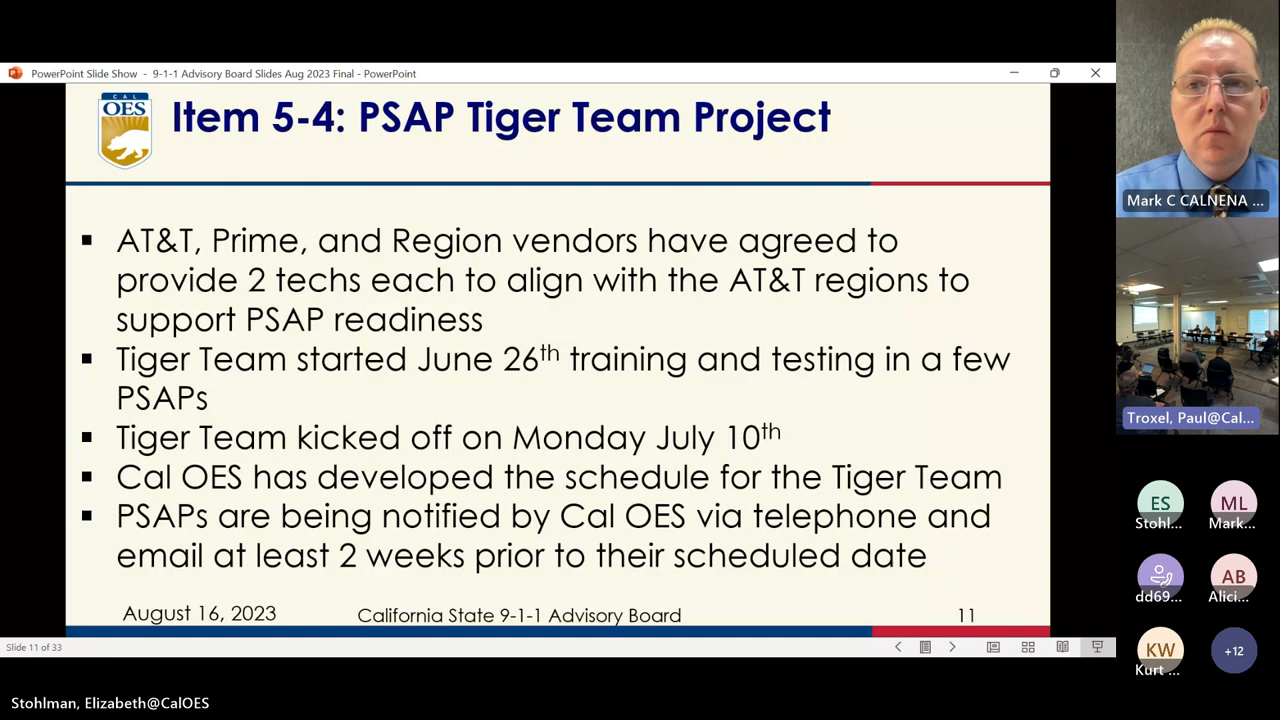 PowerPoint Slide Show - 9-1-1 Advisory Board Slides Aug 2023 Final - PowerPoint
CAL
OES
Item 5-4: PSAP Tiger Team Project
▪ AT&T, Prime, and Region vendors have agreed to
provide 2 techs each to align with the AT&T regions to
support PSAP readiness
▪ Tiger Team started June 26th training and testing in a few
PSAPs
▪ Tiger Team kicked off on Monday July 10th
▪ Cal OES has developed the schedule for the Tiger Team
▪ PSAPs are being notified by Cal OES via telephone and
email at least 2 weeks prior to their scheduled date
August 16, 2023 California State 9-1-1 Advisory Board 11
Slide 11 of 33
Stohlman, Elizabeth@CalOES
Mark C CALNENA ...
Troxel, Paul@Cal...
ES ML
Stohl... Mark...
AB
dd69... Alici...
KW +12
Kurt ...